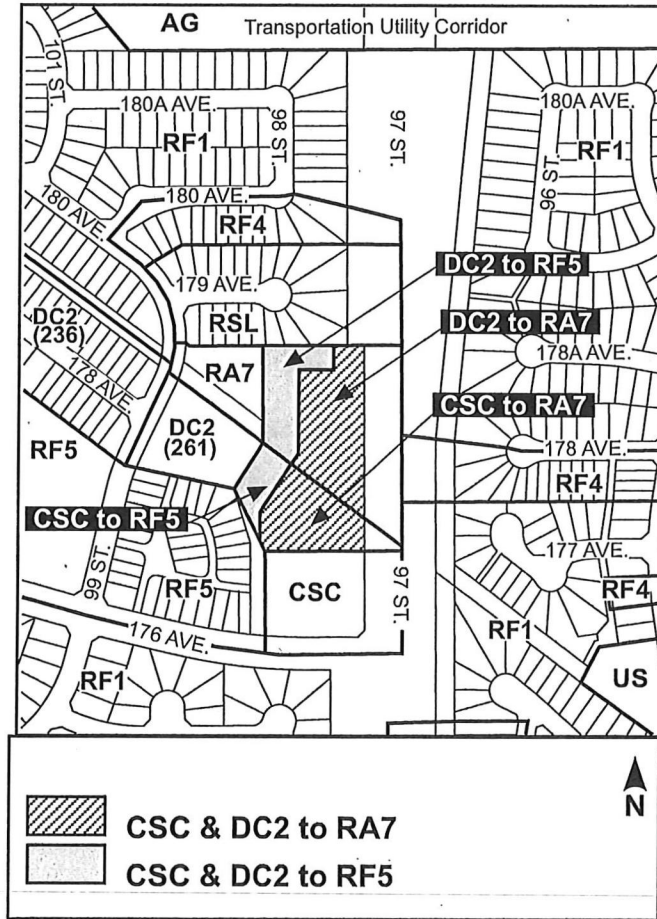 AG
Transportation Utility Corridor
101 ST.
180A AVE.
98 ST.
97 ST.
180A AVE.
RF1
RF1
96 ST.
180 AVE.
180 AVE.
RF4
DC2 to RF5
179 AVE.
DC2 to RA7
RSL
DC2
(236)
178A AVE.
RA7
CSC to RA7
178 AVE.
DC2
(261)
178 AVE.
RF5
RF4
CSC to RF5
177 AVE.
99 ST.
RF5
CSC
97 ST.
RF4
176 AVE.
RF1
RF1
US
N
CSC & DC2 to RA7
CSC & DC2 to RF5